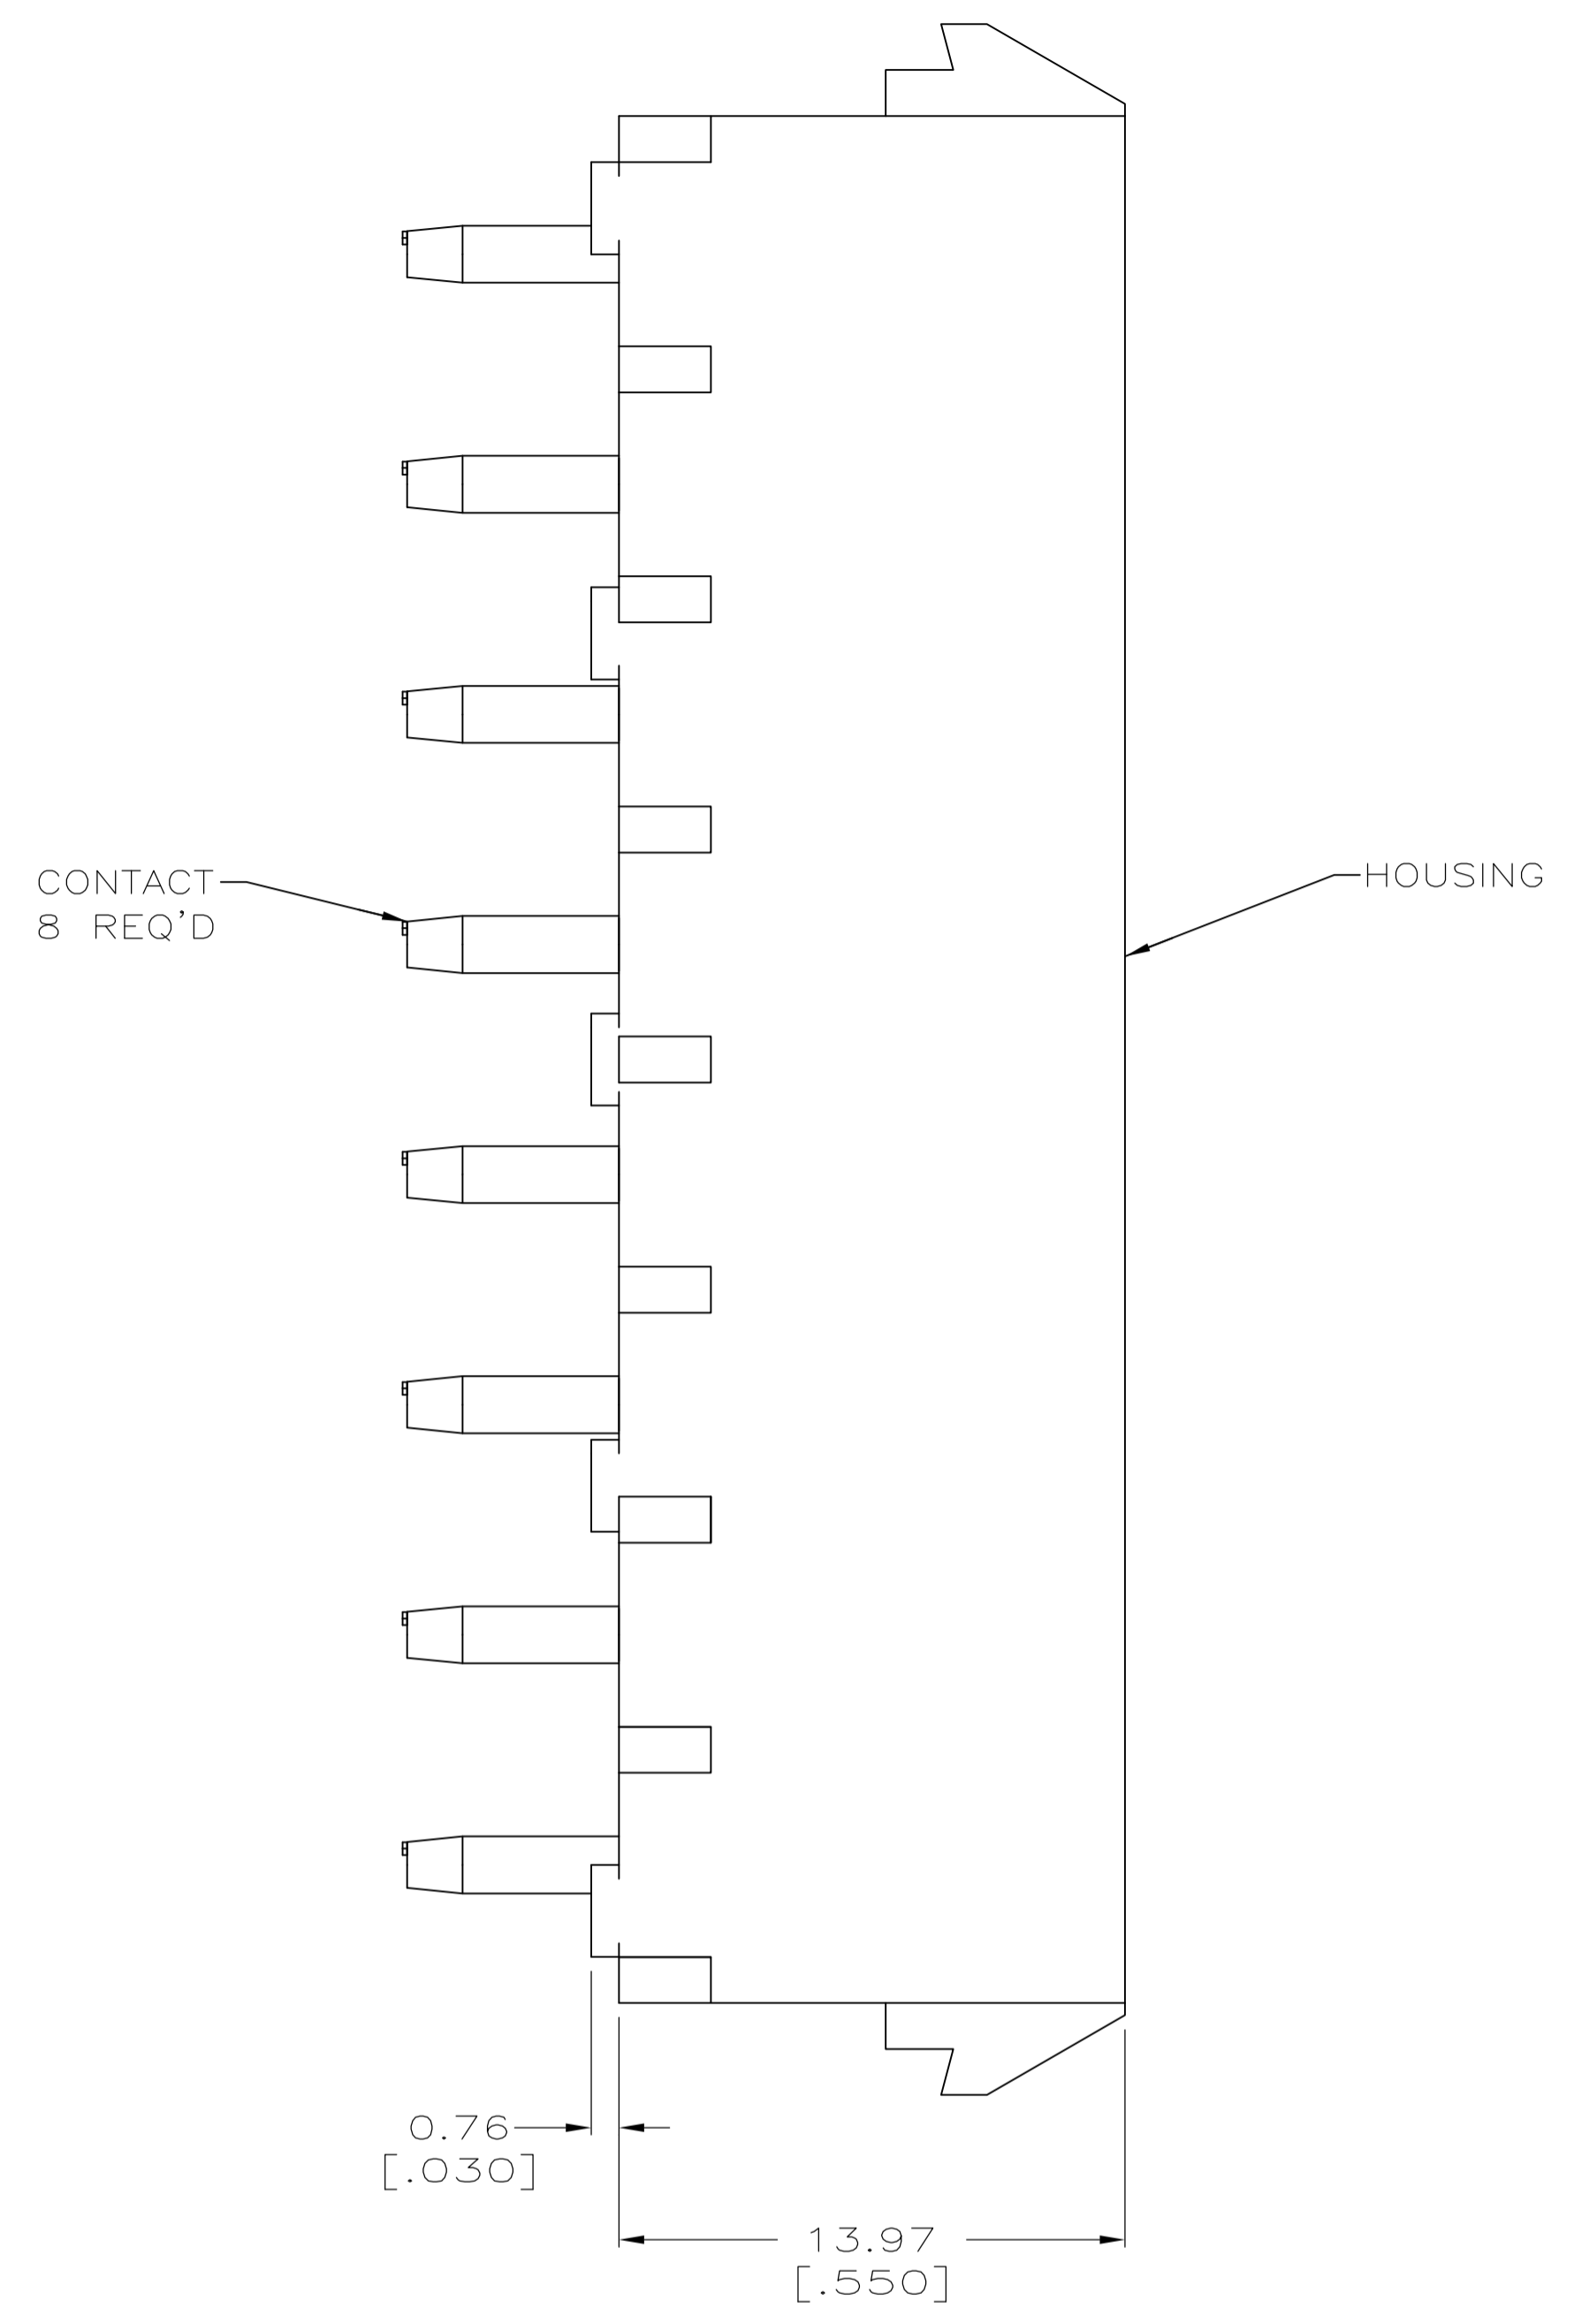 CONTACT
8 REQ'D
HOUSING
0.76
[.030]
13.97
[.550]